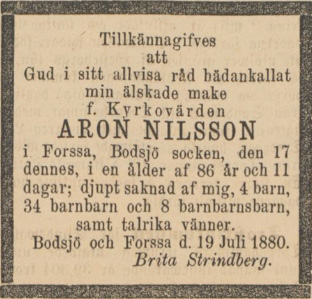 Tillkännagifves
att
Gud i sitt allvisa råd hädankallat
min älskade make
f. Kyrkovärden
ARON NILSSON
i Forssa, Bodsjö socken, den 17
dennes, i en ålder af 86 år och 11
dagar; djupt saknad af mig, 4 barn,
34 barnbarn och 8 barnbarnsbarn,
samt talrika vänner.
Bodsjö och Forssa d. 19 Juli 1880.
Brita Strindberg.